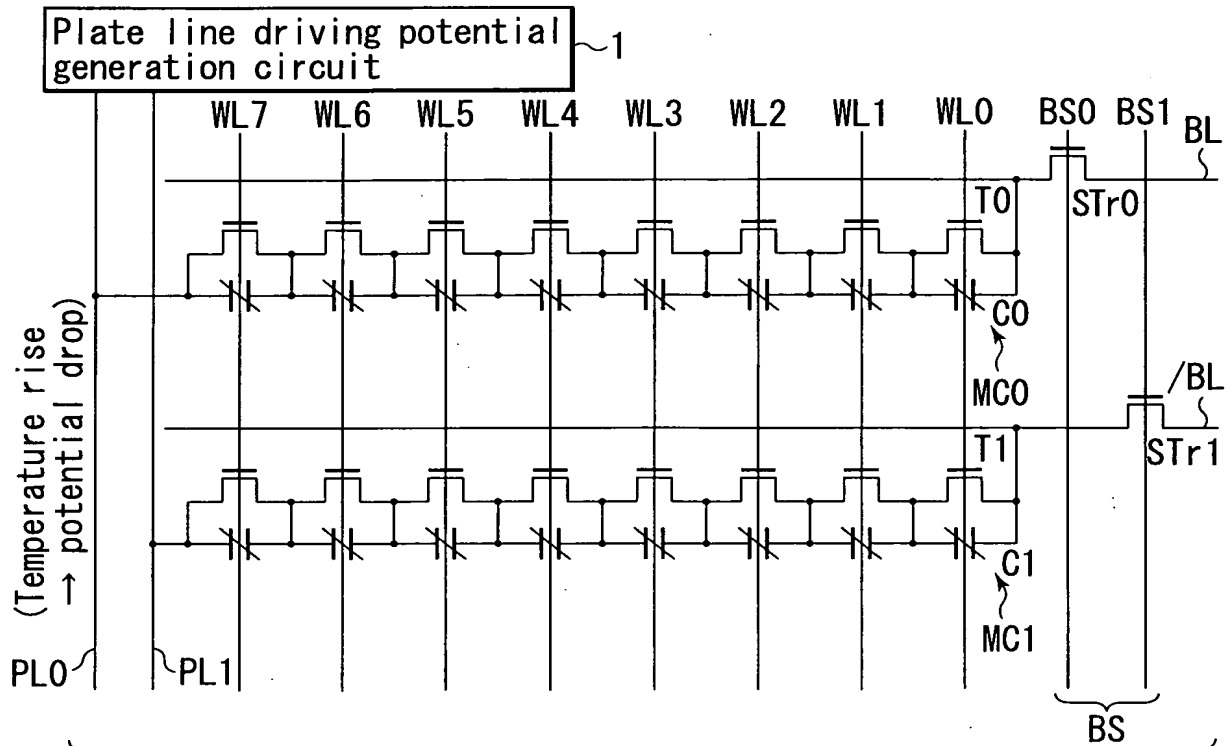 Plate line driving potential
generation circuit
1
WL7 WL6 WL5 WL4 WL3 WL2 WL1 WL0 BS0 BS1
BL
T0 STr0
C0
MC0
/BL
T1 STr1
C1
MC1
(Temperature rise
→ potential drop)
PL0 PL1
BS